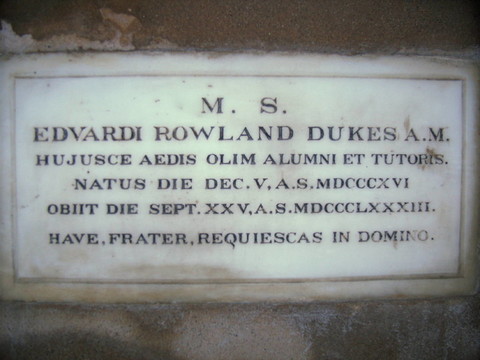 M. S.
EDVARDI ROWLAND DUKES A.M.
HUJUSCE AEDIS OLIM ALUMNI ET TUTORIS.
NATUS DIE DEC. V, A.S. MDCCCXVI
OBIIT DIE SEPT. XXV, A.S. MDCCCLXXXIII.
HAVE, FRATER, REQUIESCAS IN DOMINO.